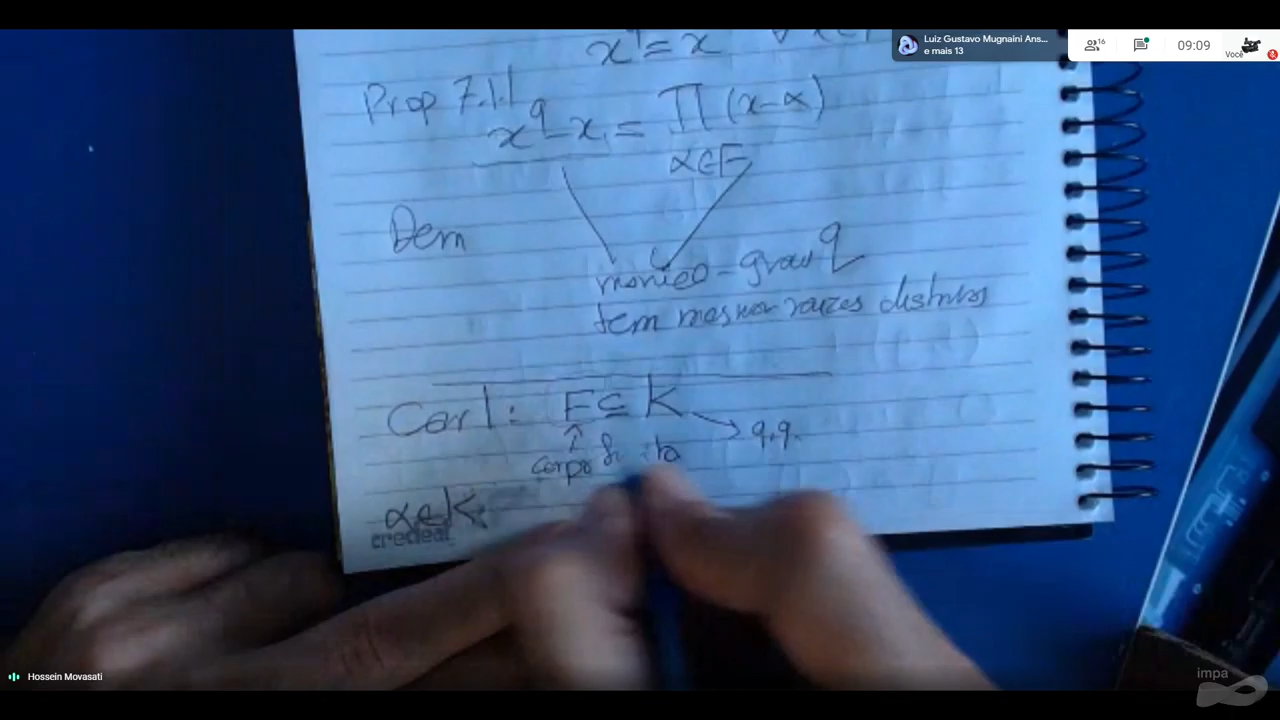 Luiz Gustavo Mugnaini Ans...
e mais 13
16
09:09
Você
x^q = x ∀ x ∈
Prop 7.1.1
x^q - x = ∏ (x-α)
α∈F
Dem
monico - grau q
tem mesmas raizes distintas
Cor 1: F ⊆ K
↑ → q.q.
corpo
α∈K
credeal
Hossein Movasati
impa